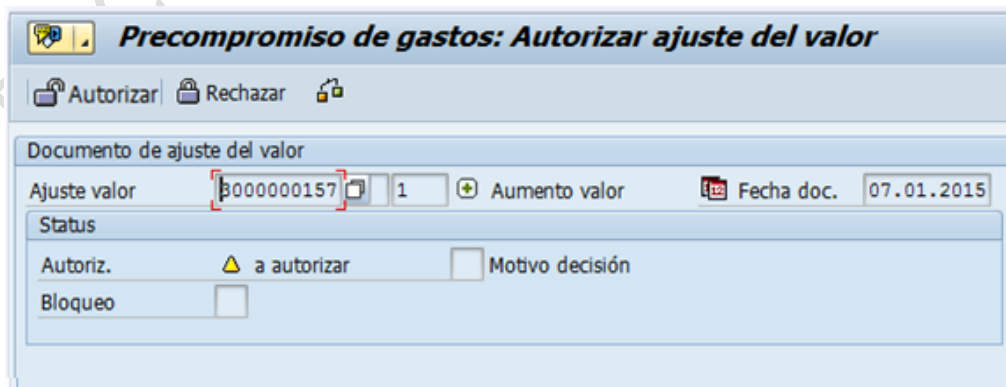 Precompromiso de gastos: Autorizar ajuste del valor
Autorizar Rechazar
Documento de ajuste del valor
Ajuste valor 3000000157 1 Aumento valor Fecha doc. 07.01.2015
Status
Autoriz. a autorizar Motivo decisión
Bloqueo